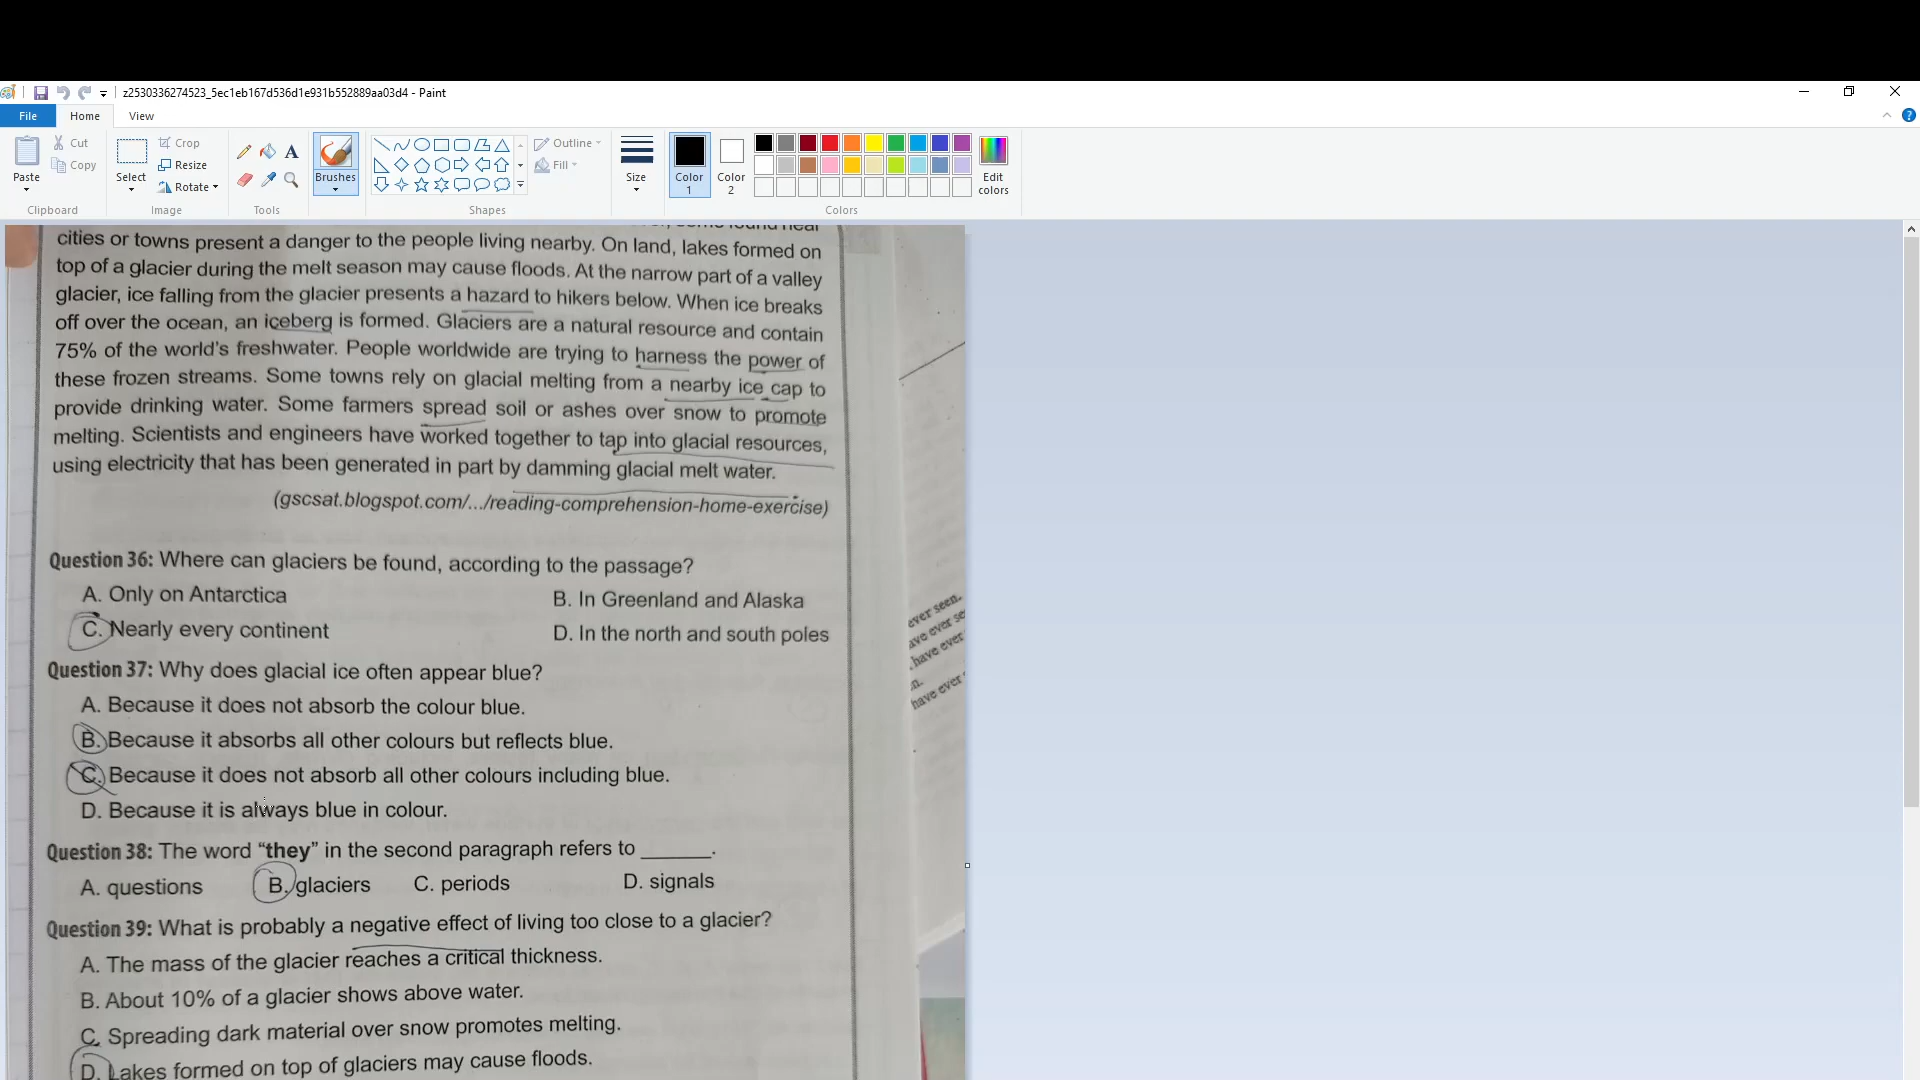 z2530336274523_5ec1eb167d536d1e931b552889aa03d4 - Paint
File
Home
View
Paste
Cut
Copy
Clipboard
Select
Crop
Resize
Rotate
Image
A
Tools
Brushes
Shapes
Outline
Fill
Size
Color
1
Color
2
Edit
colors
Colors
some found near
cities or towns present a danger to the people living nearby. On land, lakes formed on
top of a glacier during the melt season may cause floods. At the narrow part of a valley
glacier, ice falling from the glacier presents a hazard to hikers below. When ice breaks
off over the ocean, an iceberg is formed. Glaciers are a natural resource and contain
75% of the world's freshwater. People worldwide are trying to harness the power of
these frozen streams. Some towns rely on glacial melting from a nearby ice cap to
provide drinking water. Some farmers spread soil or ashes over snow to promote
melting. Scientists and engineers have worked together to tap into glacial resources,
using electricity that has been generated in part by damming glacial melt water.
(gscsat.blogspot.com/.../reading-comprehension-home-exercise)
Question 36: Where can glaciers be found, according to the passage?
A. Only on Antarctica
B. In Greenland and Alaska
C. Nearly every continent
D. In the north and south poles
Question 37: Why does glacial ice often appear blue?
A. Because it does not absorb the colour blue.
B. Because it absorbs all other colours but reflects blue.
C. Because it does not absorb all other colours including blue.
D. Because it is always blue in colour.
Question 38: The word “they” in the second paragraph refers to ______.
A. questions B. glaciers C. periods D. signals
Question 39: What is probably a negative effect of living too close to a glacier?
A. The mass of the glacier reaches a critical thickness.
B. About 10% of a glacier shows above water.
C. Spreading dark material over snow promotes melting.
D. Lakes formed on top of glaciers may cause floods.
ever seen.
have ever
have ever